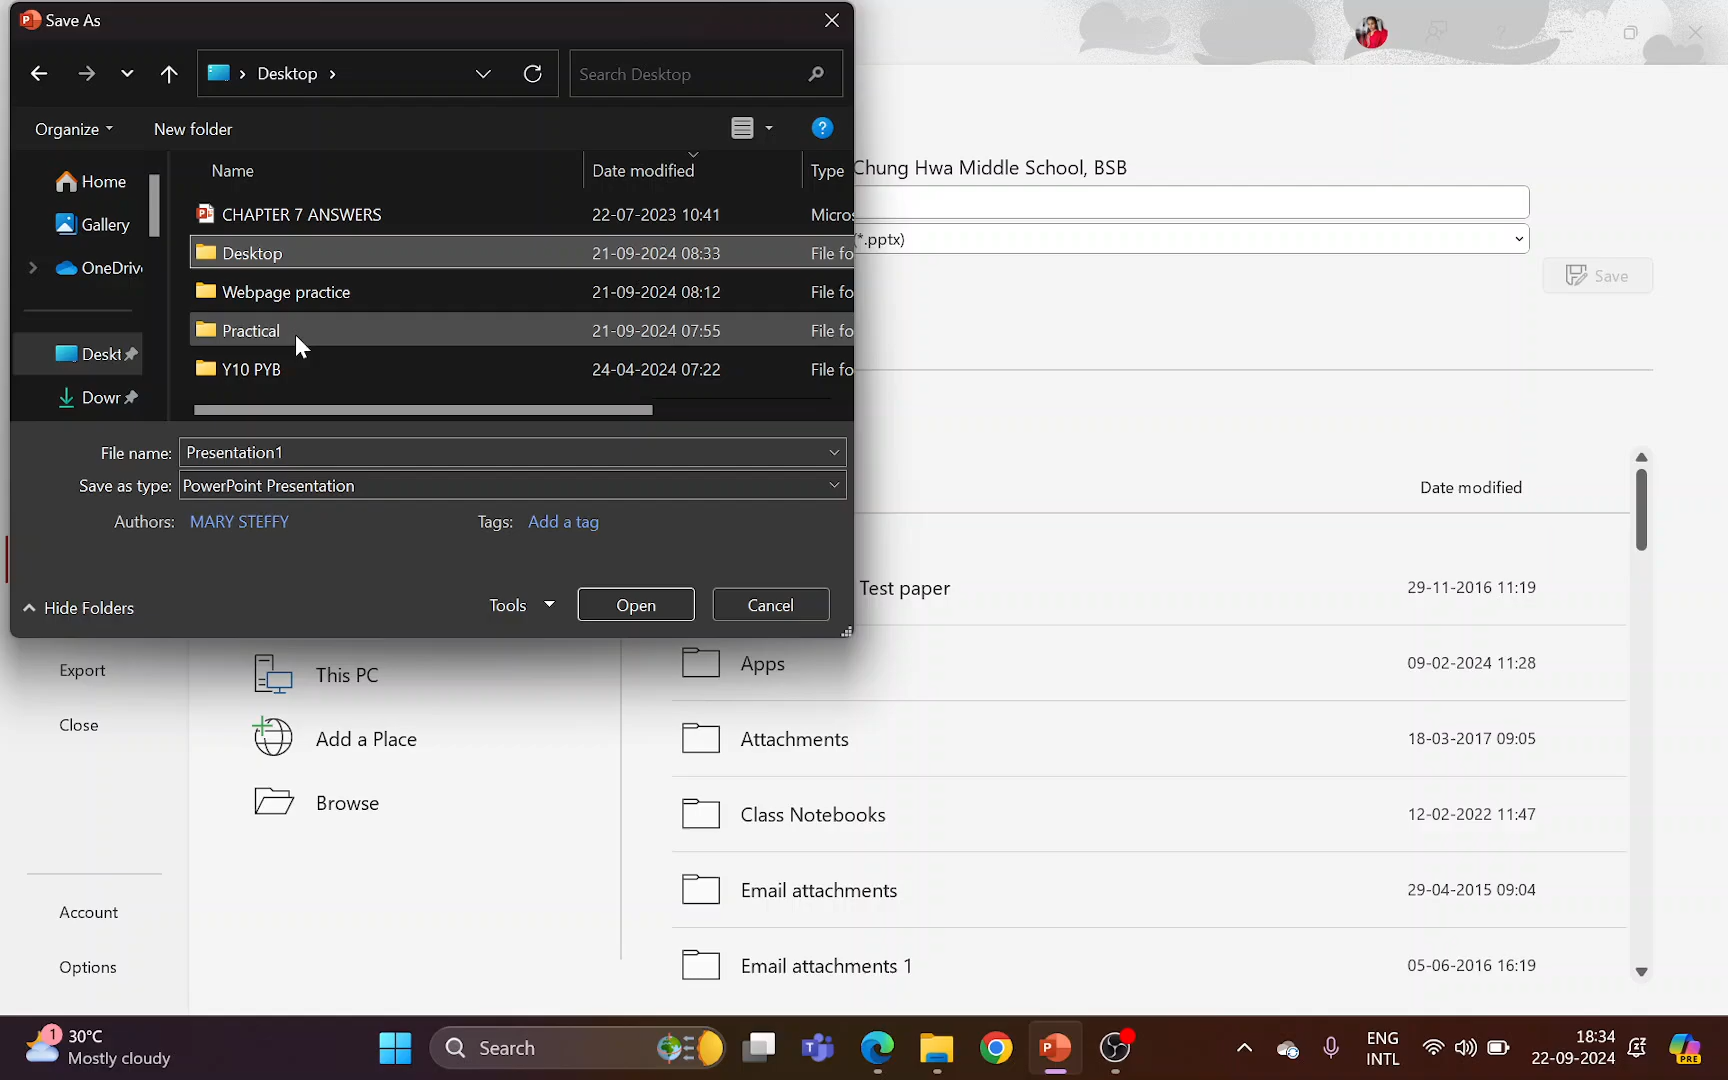 Save As
Desktop
Search Desktop
Organize
New folder
Home
Gallery
OneDriv
Deskt
Dowr
Name
Date modified
Type
CHAPTER 7 ANSWERS
22-07-2023 10:41
Micros
Desktop
21-09-2024 08:33
File fo
Webpage practice
21-09-2024 08:12
File fo
Practical
21-09-2024 07:55
File fo
Y10 PYB
24-04-2024 07:22
File fo
File name:
Presentation1
Save as type:
PowerPoint Presentation
Authors:
MARY STEFFY
Tags:
Add a tag
Hide Folders
Tools
Open
Cancel
Chung Hwa Middle School, BSB
(*.pptx)
Save
Date modified
Test paper
29-11-2016 11:19
Apps
09-02-2024 11:28
Attachments
18-03-2017 09:05
Class Notebooks
12-02-2022 11:47
Email attachments
29-04-2015 09:04
Email attachments 1
05-06-2016 16:19
This PC
Add a Place
Browse
Export
Close
Account
Options
1
30°C
Mostly cloudy
Search
ENG
INTL
18:34
22-09-2024
PRE